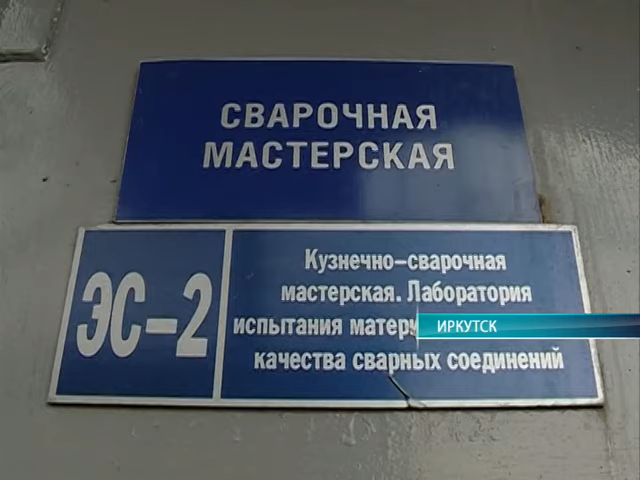 СВАРОЧНАЯ
МАСТЕРСКАЯ
ЭС-2
Кузнечно-сварочная
мастерская. Лаборатория
испытания
качества сварных соединений
ИРКУТСК